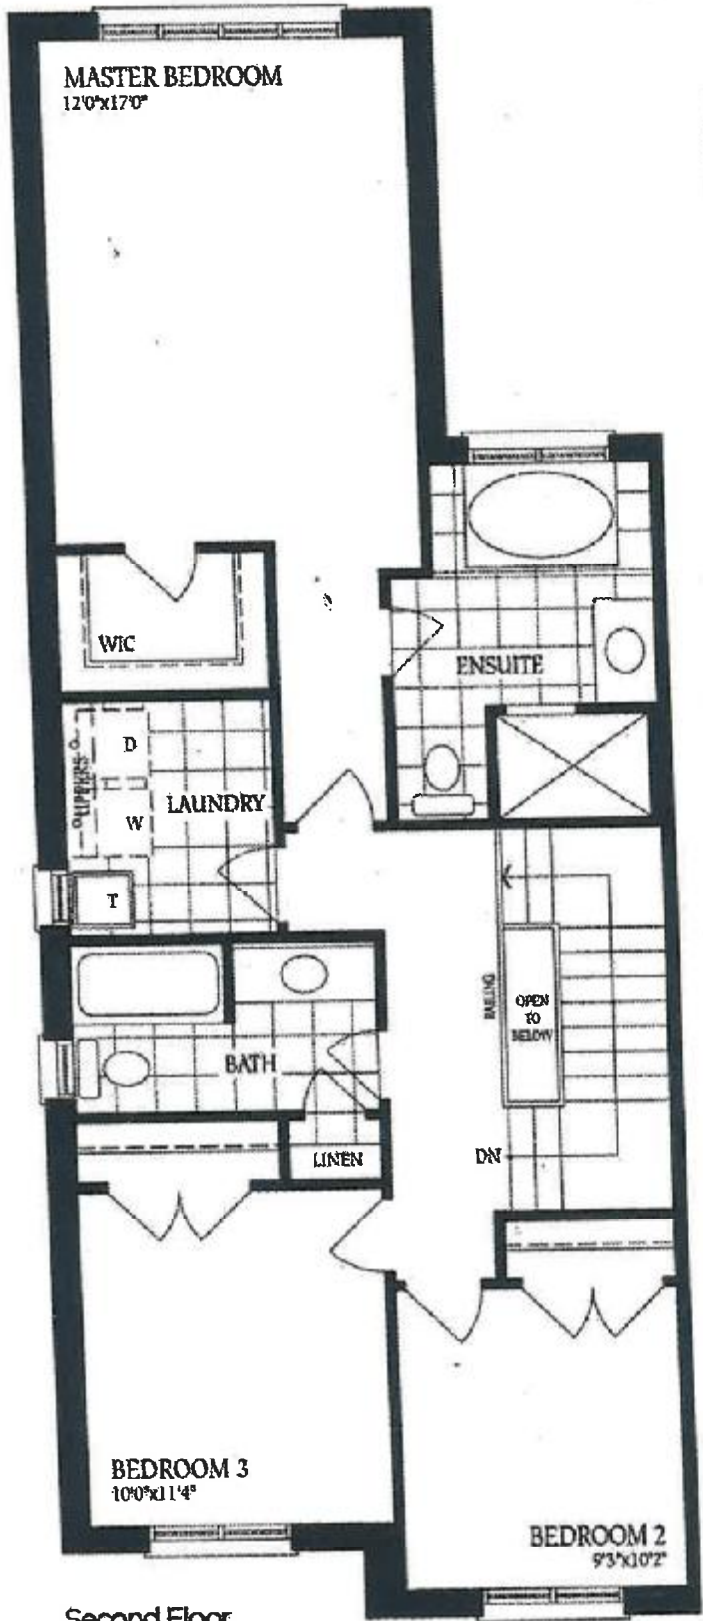 MASTER BEDROOM
12'0"x17'0"
WIC
ENSUITE
D
UPPERS
W
LAUNDRY
T
RAILING
OPEN
TO
BELOW
BATH
LINEN
DN
BEDROOM 3
10'0"x11'4"
BEDROOM 2
9'3"x10'2"
Second Floor